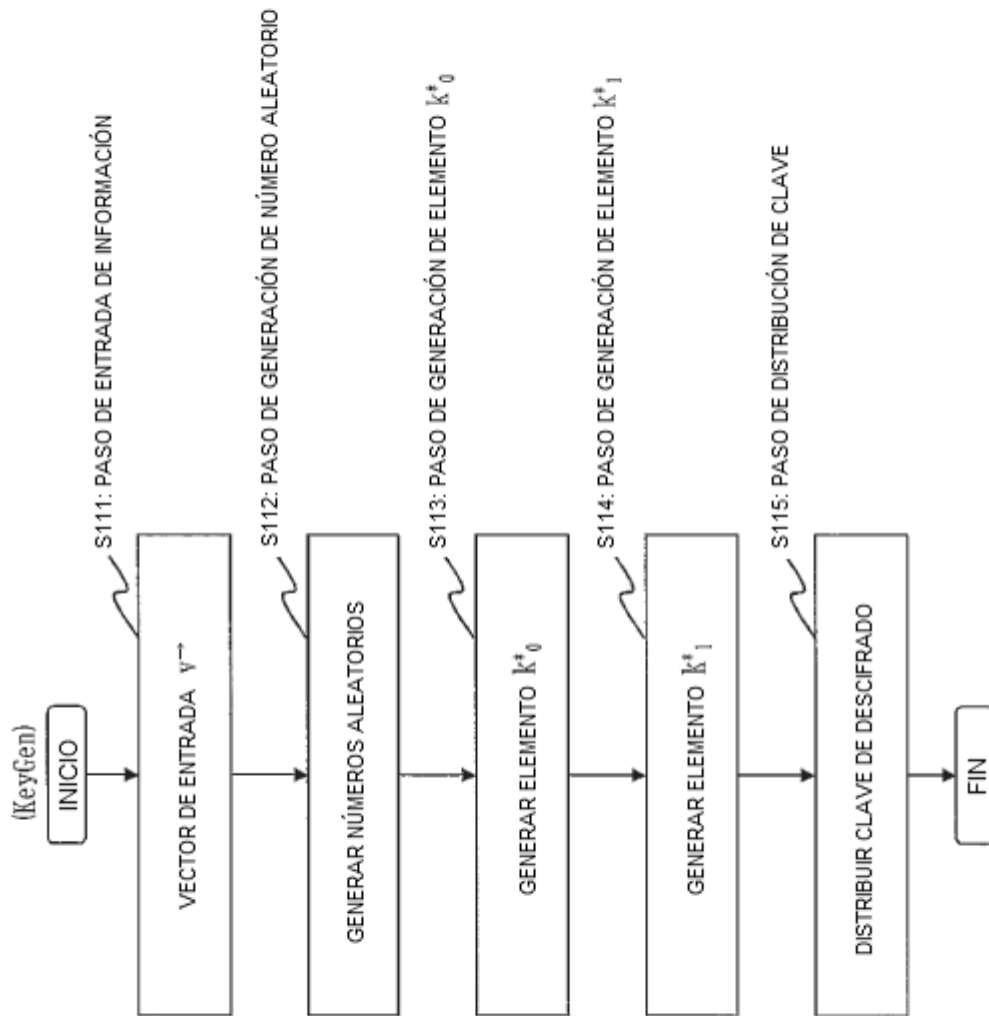 (KeyGen)
INICIO
S111: PASO DE ENTRADA DE INFORMACIÓN
VECTOR DE ENTRADA v→
S112: PASO DE GENERACIÓN DE NÚMERO ALEATORIO
GENERAR NÚMEROS ALEATORIOS
S113: PASO DE GENERACIÓN DE ELEMENTO k*0
GENERAR ELEMENTO k*0
S114: PASO DE GENERACIÓN DE ELEMENTO k*1
GENERAR ELEMENTO k*1
S115: PASO DE DISTRIBUCIÓN DE CLAVE
DISTRIBUIR CLAVE DE DESCIFRADO
FIN